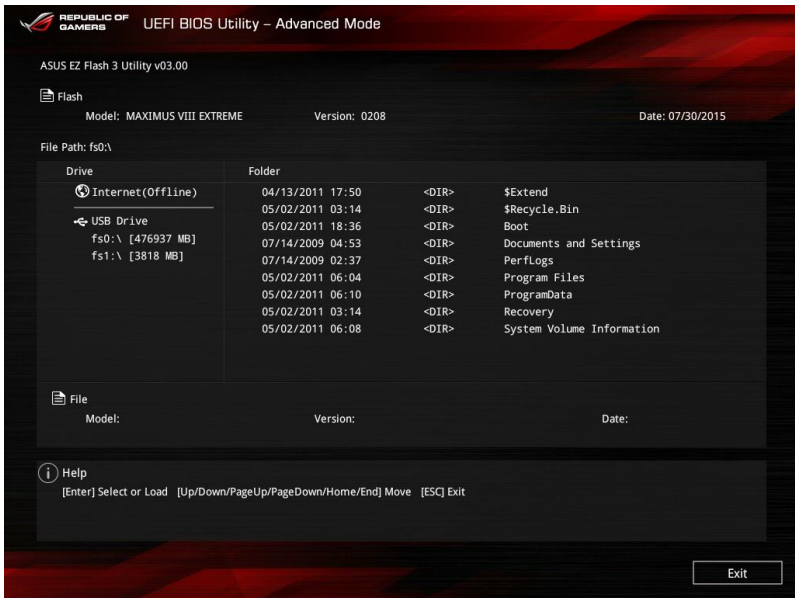 REPUBLIC OF
GAMERS
UEFI BIOS Utility – Advanced Mode
ASUS EZ Flash 3 Utility v03.00
Flash
Model: MAXIMUS VIII EXTREME Version: 0208 Date: 07/30/2015
File Path: fs0:\
Drive Folder
Internet(Offline)
USB Drive
fs0:\ [476937 MB]
fs1:\ [3818 MB]
04/13/2011 17:50 <DIR> $Extend
05/02/2011 03:14 <DIR> $Recycle.Bin
05/02/2011 18:36 <DIR> Boot
07/14/2009 04:53 <DIR> Documents and Settings
07/14/2009 02:37 <DIR> PerfLogs
05/02/2011 06:04 <DIR> Program Files
05/02/2011 06:10 <DIR> ProgramData
05/02/2011 03:14 <DIR> Recovery
05/02/2011 06:08 <DIR> System Volume Information
File
Model: Version: Date:
Help
[Enter] Select or Load [Up/Down/PageUp/PageDown/Home/End] Move [ESC] Exit
Exit